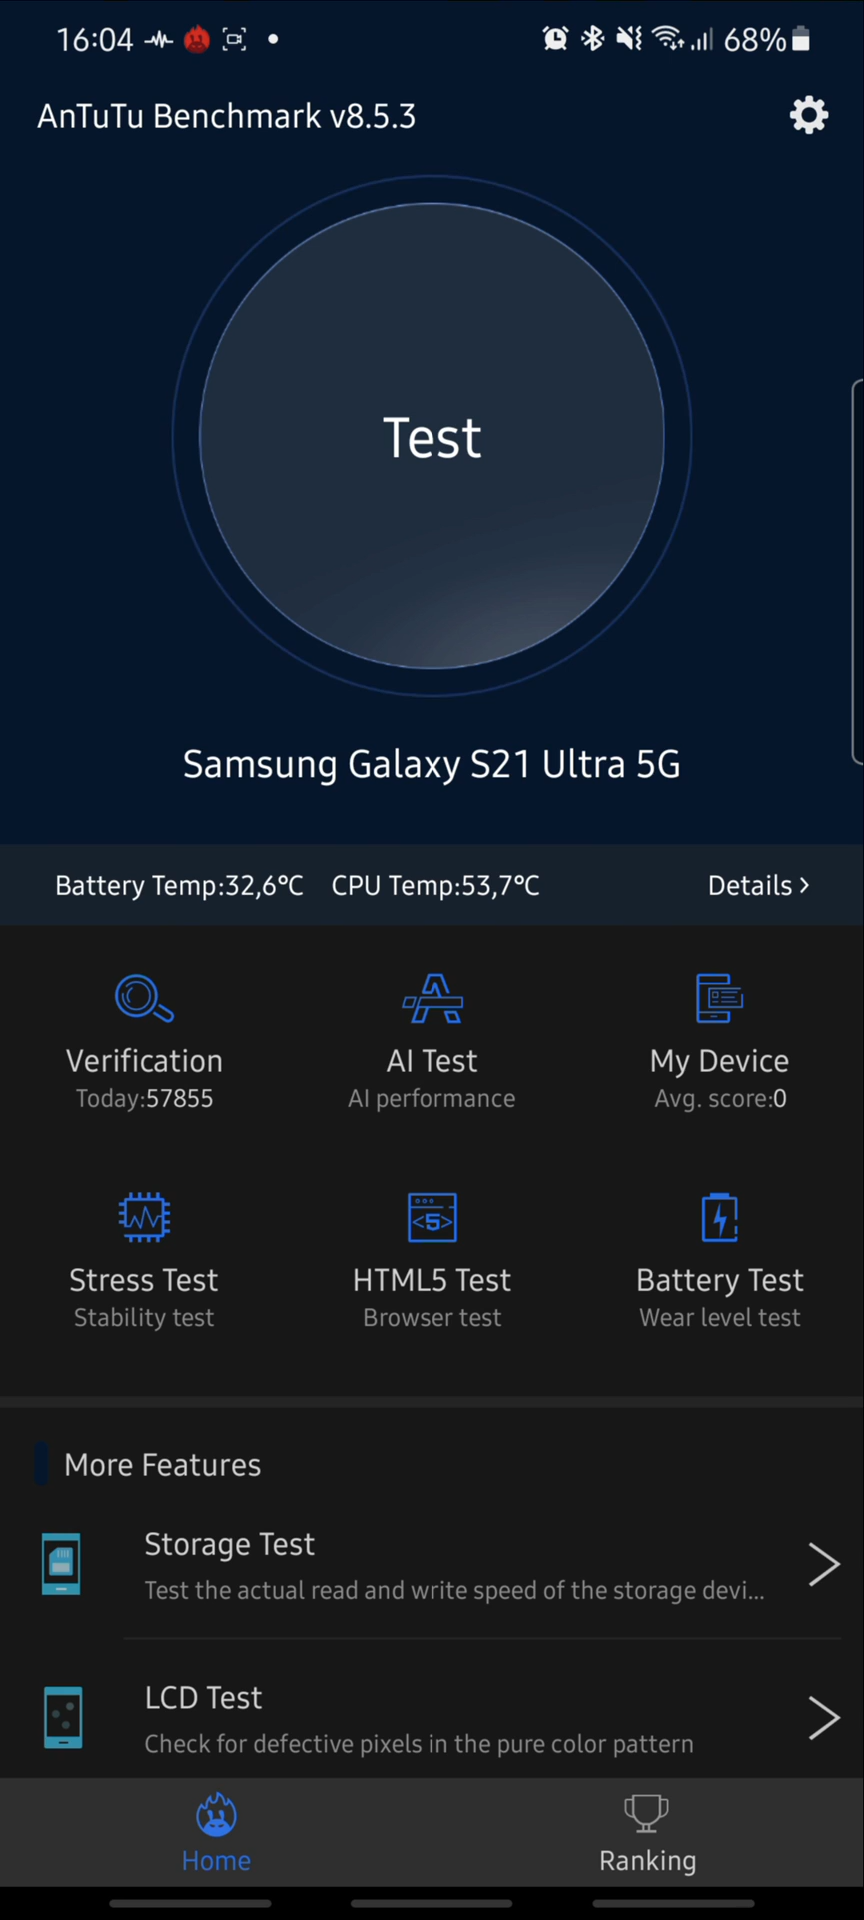 16:04
68%
AnTuTu Benchmark v8.5.3
Test
Samsung Galaxy S21 Ultra 5G
Battery Temp:32,6°C CPU Temp:53,7°C Details >
Verification AI Test My Device
Today:57855 AI performance Avg. score:0
<5>
Stress Test HTML5 Test Battery Test
Stability test Browser test Wear level test
More Features
Storage Test
Test the actual read and write speed of the storage devi...
LCD Test
Check for defective pixels in the pure color pattern
Home Ranking